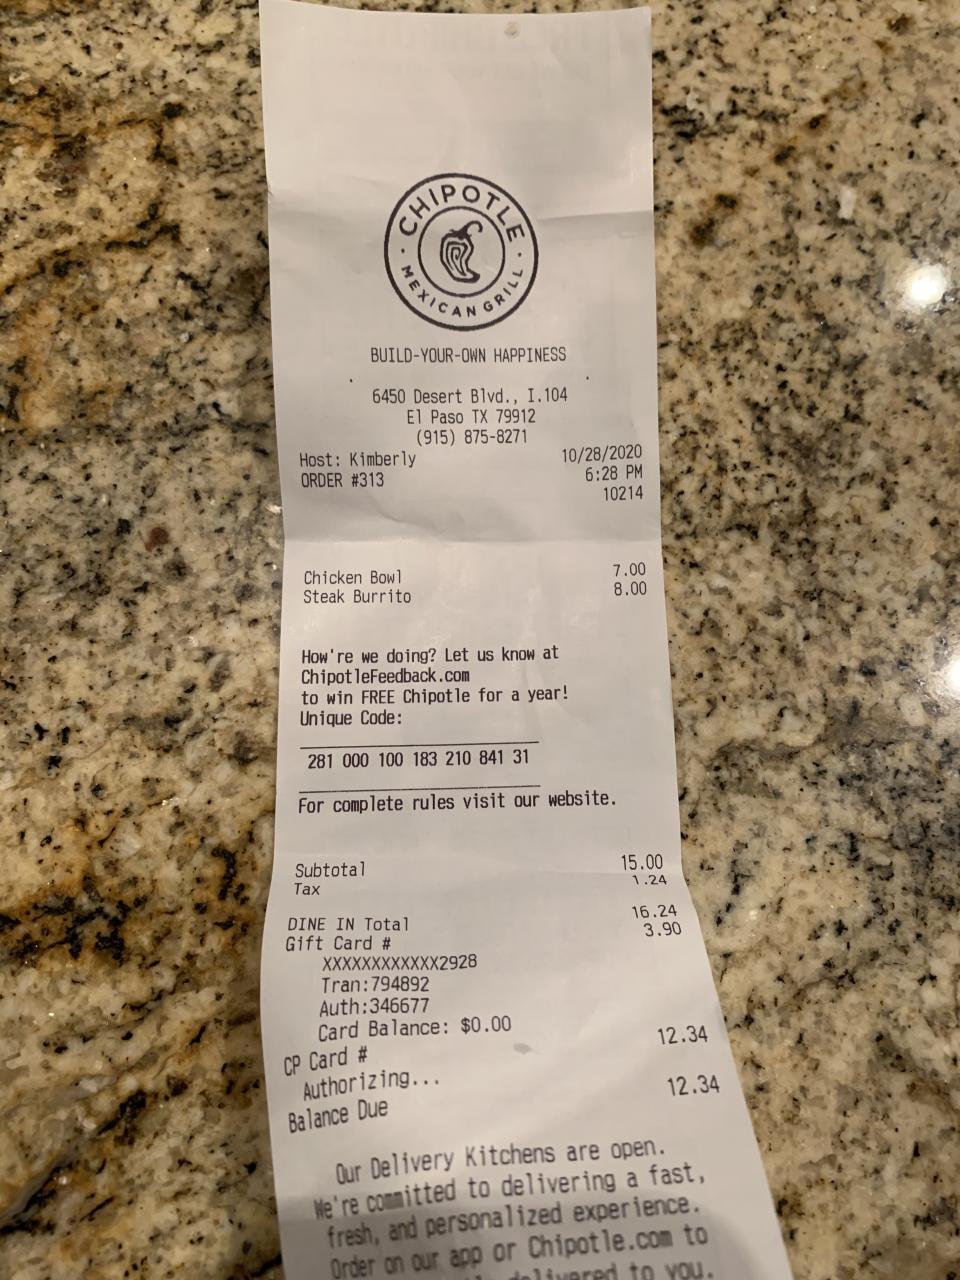 CHIPOTLE
MEXICAN GRILL
BUILD-YOUR-OWN HAPPINESS
6450 Desert Blvd., I.104
El Paso TX 79912
(915) 875-8271
Host: Kimberly 10/28/2020
ORDER #313 6:28 PM
10214
Chicken Bowl 7.00
Steak Burrito 8.00
How're we doing? Let us know at
ChipotleFeedback.com
to win FREE Chipotle for a year!
Unique Code:
281 000 100 183 210 841 31
For complete rules visit our website.
Subtotal 15.00
Tax 1.24
DINE IN Total 16.24
Gift Card # 3.90
XXXXXXXXXXXX2928
Tran:794892
Auth:346677
Card Balance: $0.00
CP Card # 12.34
Authorizing...
Balance Due 12.34
Our Delivery Kitchens are open.
We're committed to delivering a fast,
fresh, and personalized experience.
Order on our app or Chipotle.com to
delivered to you.